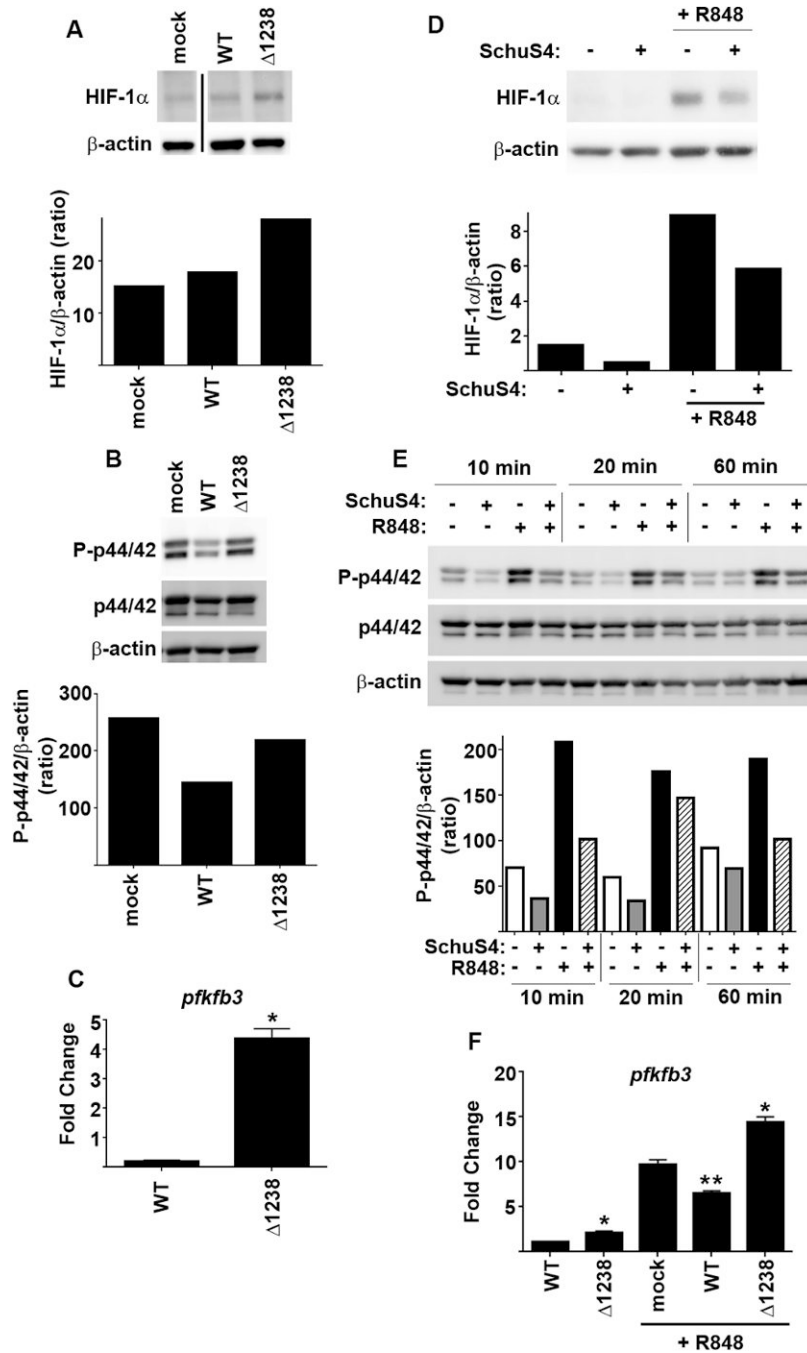 A
mock
WT
Δ1238
HIF-1α
β-actin
HIF-1α/β-actin (ratio)
20
10
mock
WT
Δ1238
B
mock
WT
Δ1238
P-p44/42
p44/42
β-actin
P-p44/42/β-actin
(ratio)
300
200
100
mock
WT
Δ1238
C
pfkfb3
Fold Change
5
4
3
2
1
*
WT
Δ1238
D
+ R848
SchuS4: - + - +
HIF-1α
β-actin
HIF-1α/β-actin
(ratio)
8
6
4
2
SchuS4: - + - +
+ R848
E
10 min 20 min 60 min
SchuS4: - + - + - + - + - + - +
R848: - - + + - - + + - - + +
P-p44/42
p44/42
β-actin
P-p44/42/β-actin
(ratio)
200
150
100
50
SchuS4: - + - + - + - + - + - +
R848: - - + + - - + + - - + +
10 min 20 min 60 min
F
pfkfb3
Fold Change
20
15
10
5
* ** *
WT
Δ1238
mock
WT
Δ1238
+ R848